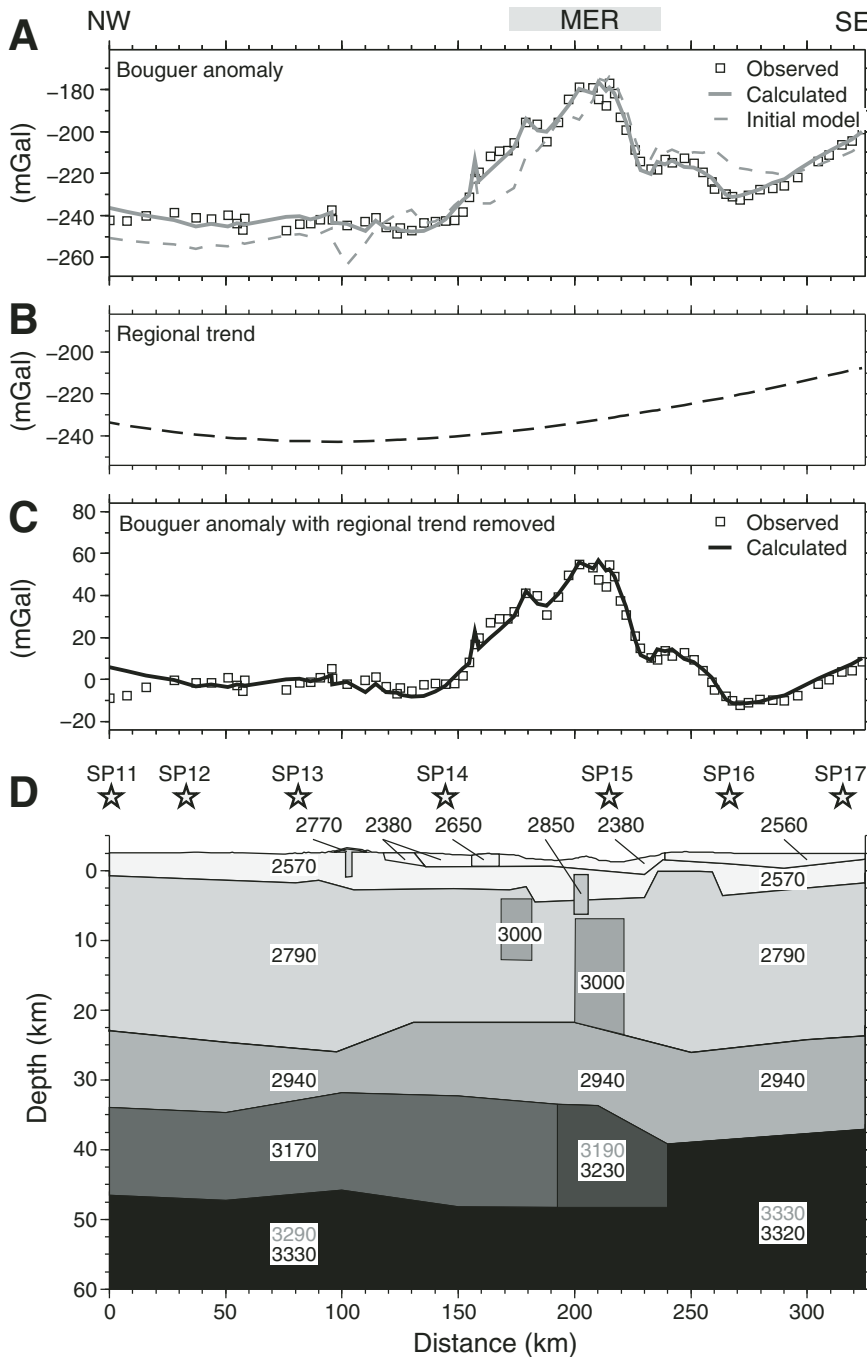 NW MER SE
A
Bouguer anomaly
Observed
Calculated
Initial model
(mGal)
−180
−200
−220
−240
−260
B
Regional trend
(mGal)
−200
−220
−240
C
Bouguer anomaly with regional trend removed
Observed
Calculated
(mGal)
80
60
40
20
0
−20
D
SP11 SP12 SP13 SP14 SP15 SP16 SP17
2770 2380 2650 2850 2380 2560
2570 2570
3000
2790 2790
3000
2940 2940 2940
3170
3190
3230
3290
3330
3330
3320
Depth (km)
0
10
20
30
40
50
60
0 50 100 150 200 250 300
Distance (km)